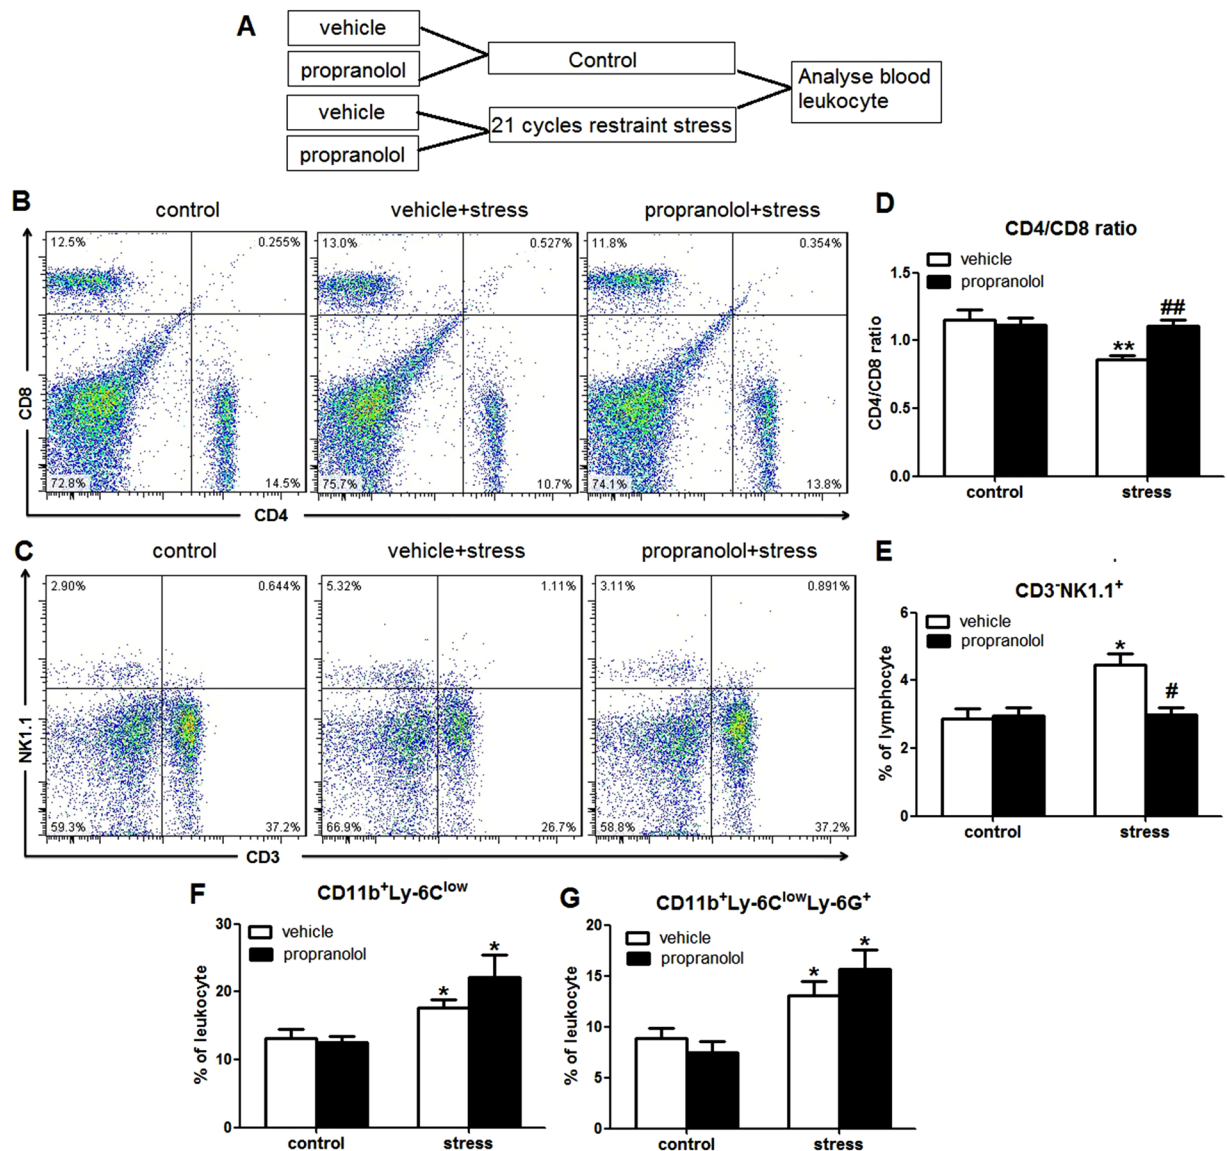 A
vehicle
propranolol
vehicle
propranolol
Control
21 cycles restraint stress
Analyse blood
leukocyte
B
control
vehicle+stress
propranolol+stress
12.5%
0.255%
72.8%
14.5%
13.0%
0.527%
75.7%
10.7%
11.8%
0.354%
74.1%
13.8%
CD8
CD4
C
control
vehicle+stress
propranolol+stress
2.90%
0.644%
59.3%
37.2%
5.32%
1.11%
66.9%
26.7%
3.11%
0.891%
58.8%
37.2%
NK1.1
CD3
D
CD4/CD8 ratio
vehicle
propranolol
CD4/CD8 ratio
1.5
1.0
0.5
0.0
**
##
control
stress
E
CD3-NK1.1+
vehicle
propranolol
% of lymphocyte
6
4
2
0
*
#
control
stress
F
CD11b+Ly-6Clow
vehicle
propranolol
% of leukocyte
30
20
10
0
*
*
control
stress
G
CD11b+Ly-6ClowLy-6G+
vehicle
propranolol
% of leukocyte
20
15
10
5
0
*
*
control
stress